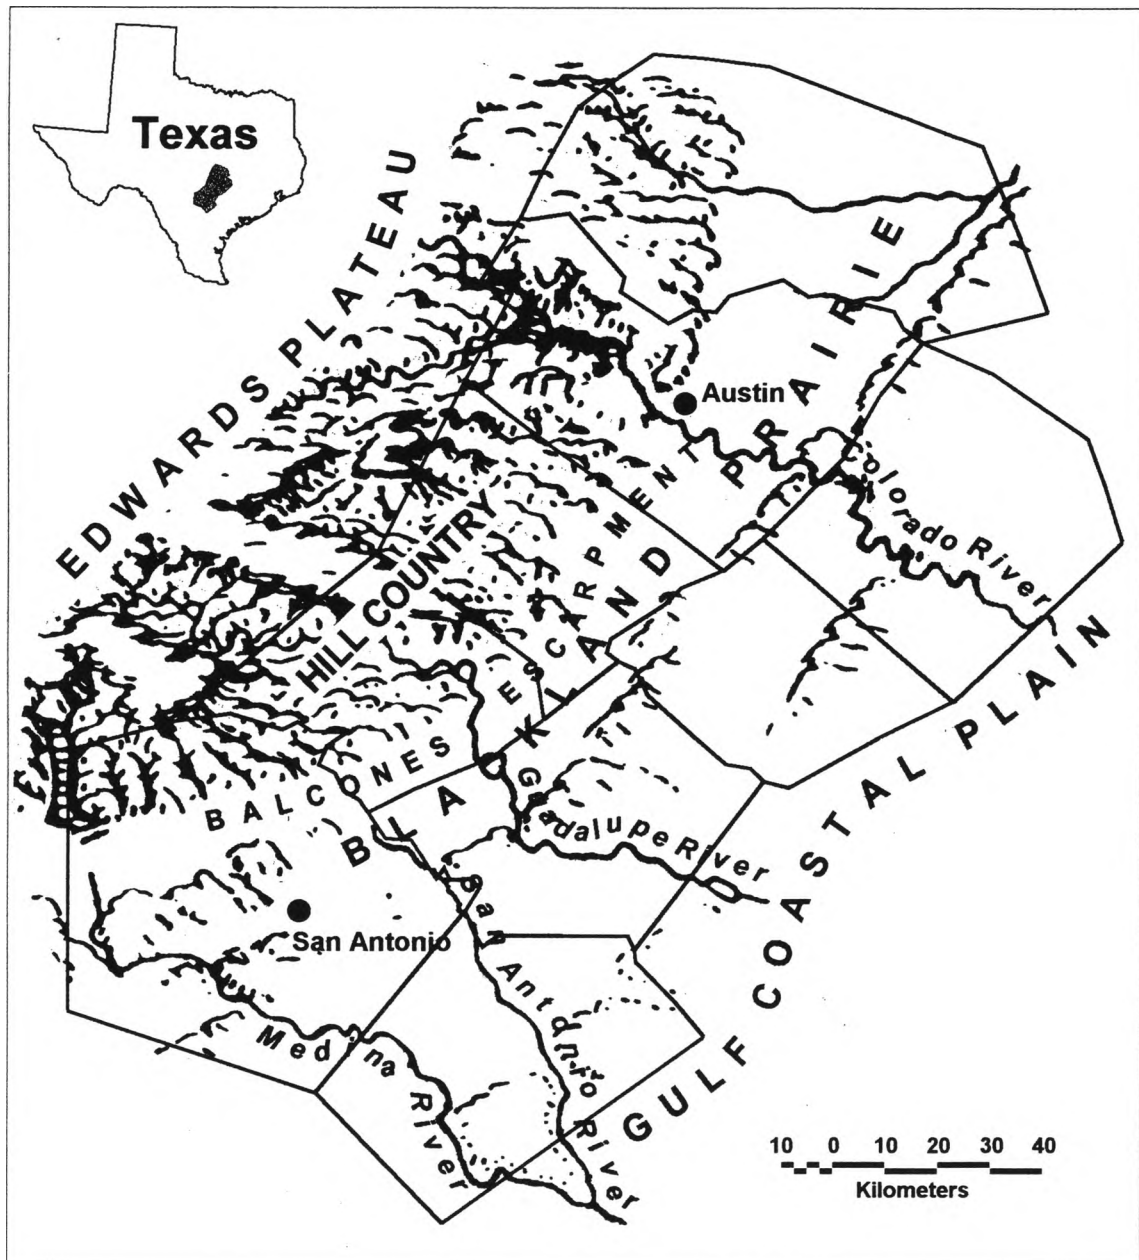 Texas
EDWARDS PLATEAU
BLAKLAND PRAIRIE
Austin
Colorado River
HILL COUNTRY
BALCONES ESCARPMENT
Guadalupe River
San Antonio
San Antonio River
Medina River
GULF COASTAL PLAIN
10 0 10 20 30 40
Kilometers